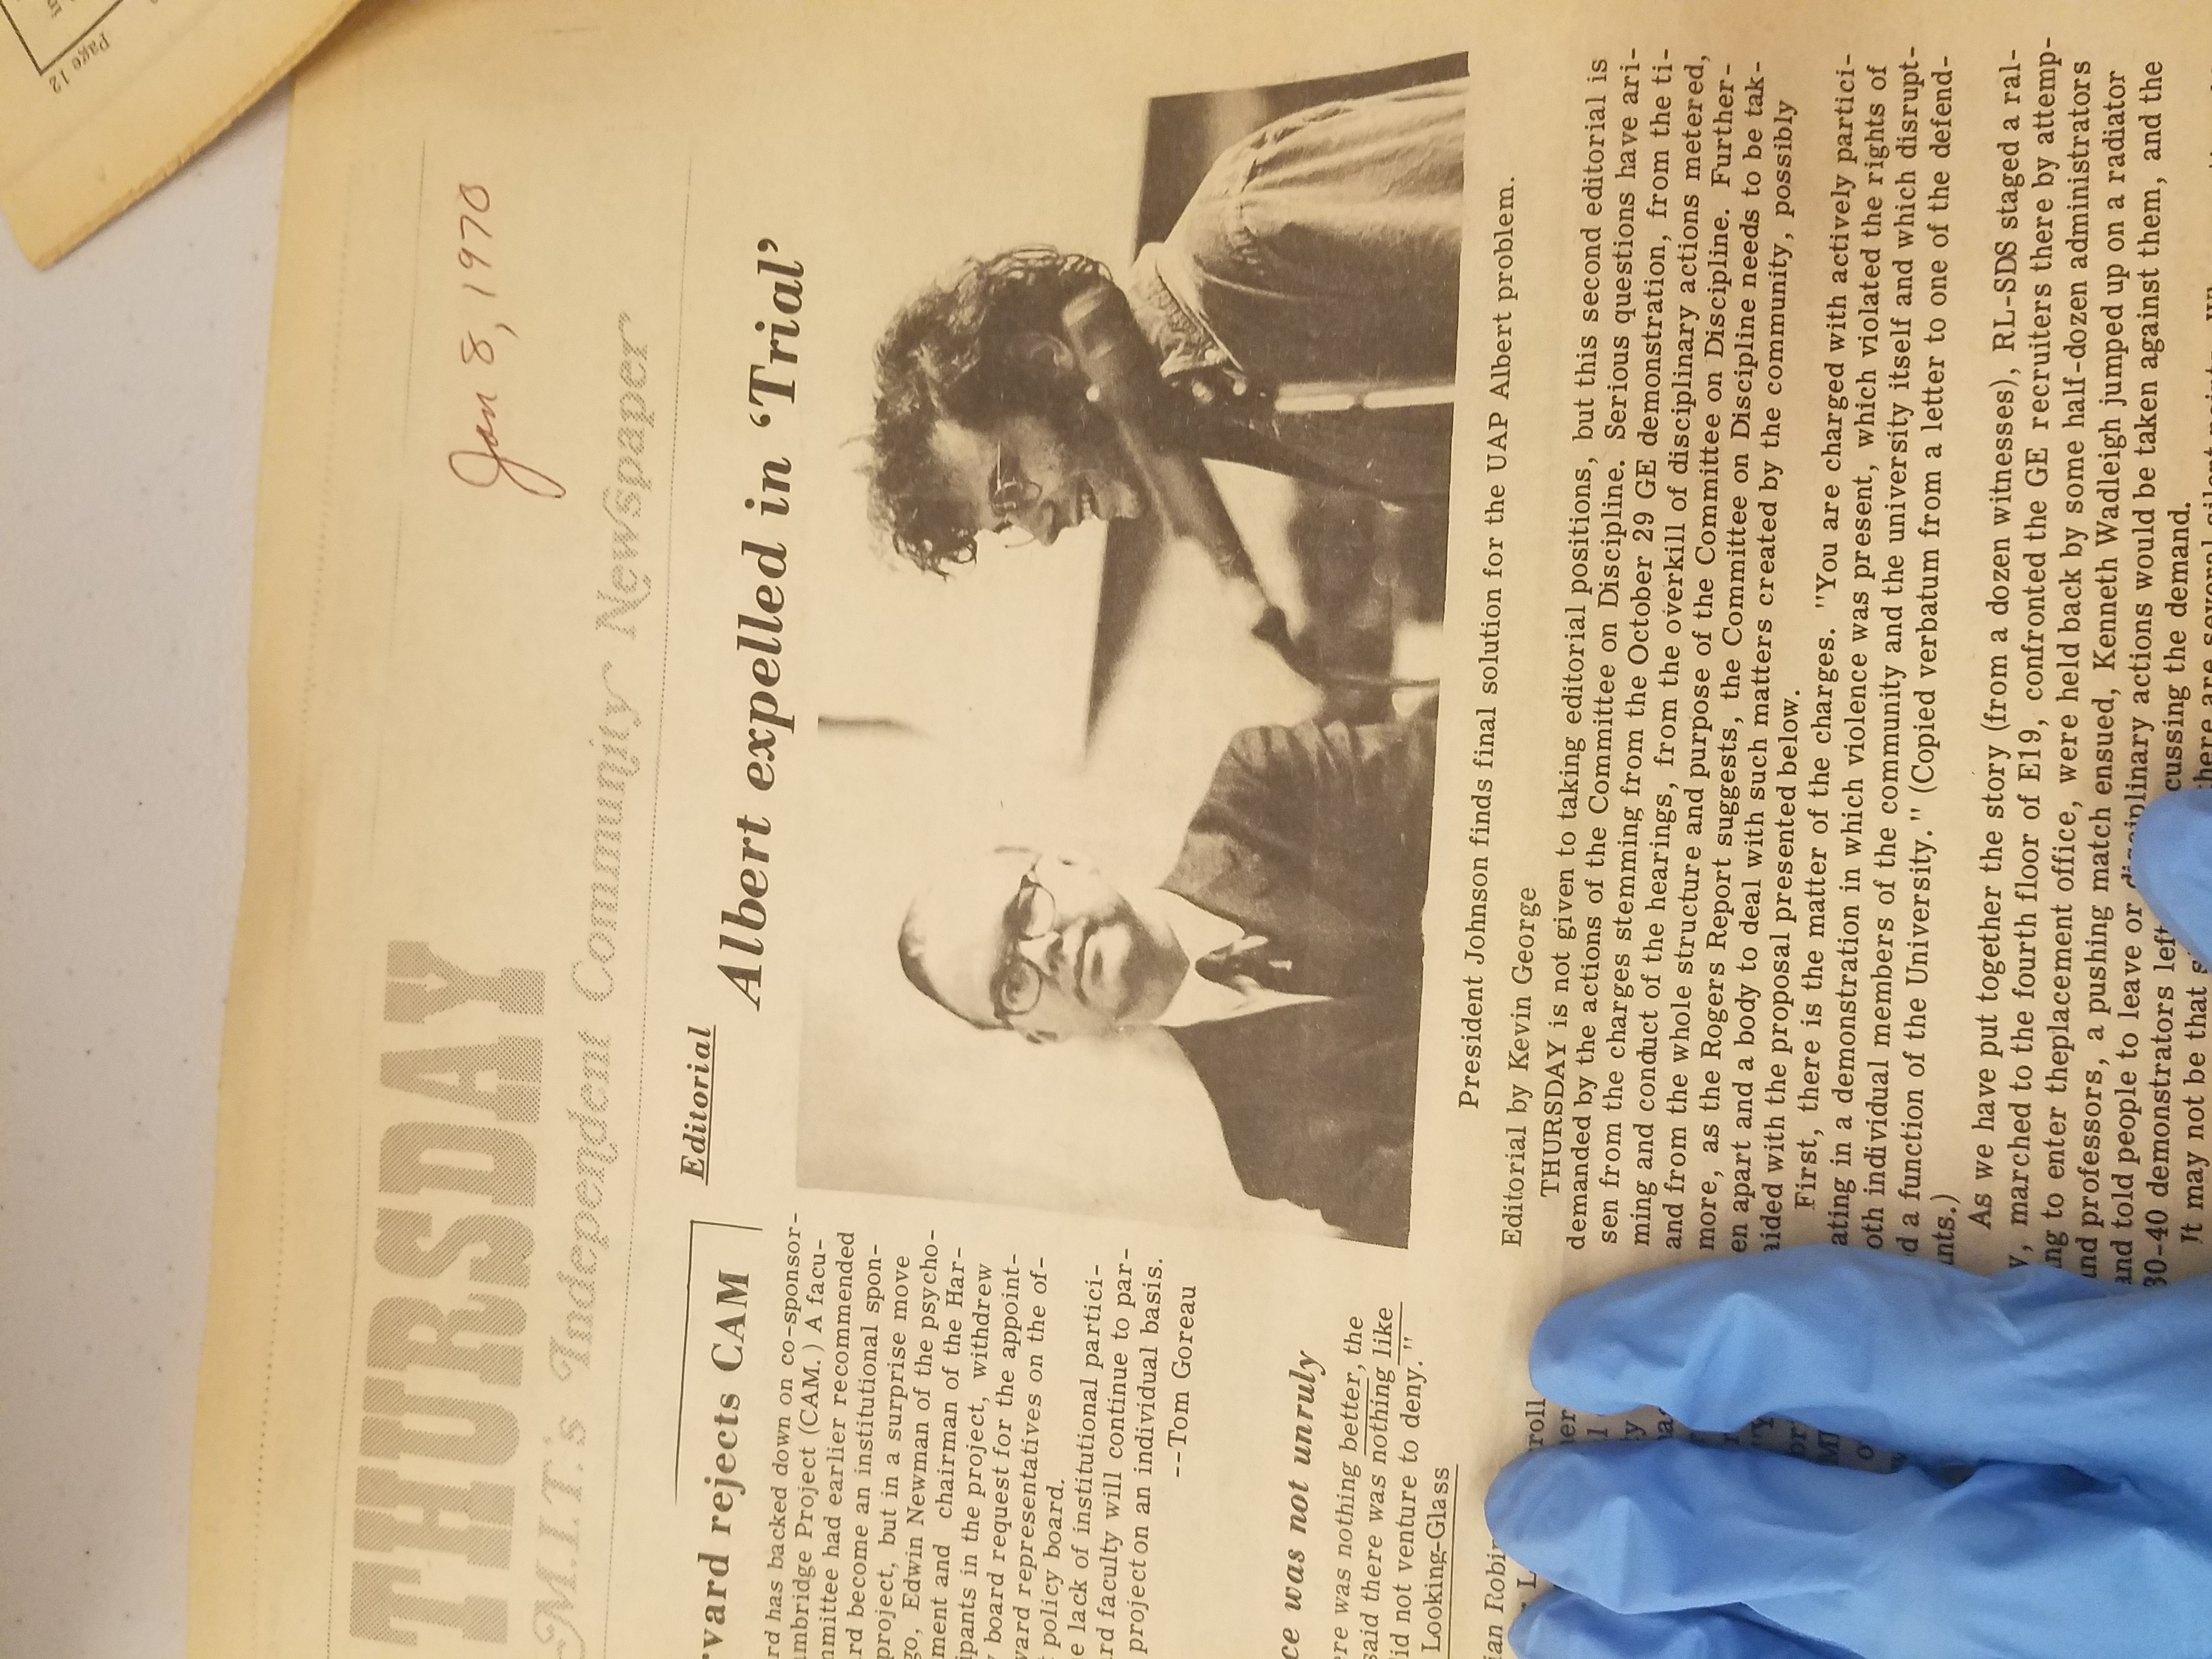 Page 12
THURSDAY
Jan 8, 1970
M.I.T.'s Independent Community Newspaper
rvard rejects CAM
rd has backed down on co-sponsor-
mbridge Project (CAM. ) A facu-
mmittee had earlier recommended
rd become an institutional spon-
project, but in a surprise move
go, Edwin Newman of the psycho-
ment and chairman of the Har-
ipants in the project, withdrew
y board request for the appoint-
vard representatives on the of-
t policy board.
e lack of institutional partici-
rd faculty will continue to par-
project on an individual basis.
--Tom Goreau
ce was not unruly
ere was nothing better, the
said there was nothing like
did not venture to deny. "
Looking-Glass
ian Robin
roll
Editorial
Albert expelled in ‘Trial’
President Johnson finds final solution for the UAP Albert problem.
Editorial by Kevin George
THURSDAY is not given to taking editorial positions, but this second editorial is
demanded by the actions of the Committee on Discipline. Serious questions have ari-
sen from the charges stemming from the October 29 GE demonstration, from the ti-
ming and conduct of the hearings, from the overkill of disciplinary actions metered,
and from the whole structure and purpose of the Committee on Discipline. Further-
more, as the Rogers Report suggests, the Committee on Discipline needs to be tak-
en apart and a body to deal with such matters created by the community, possibly
aided with the proposal presented below.
First, there is the matter of the charges. "You are charged with actively partici-
ating in a demonstration in which violence was present, which violated the rights of
oth individual members of the community and the university itself and which disrupt-
d a function of the University." (Copied verbatum from a letter to one of the defend-
nts.)
As we have put together the story (from a dozen witnesses), RL-SDS staged a ral-
y, marched to the fourth floor of E19, confronted the GE recruiters there by attemp-
ng to enter theplacement office, were held back by some half-dozen administrators
and professors, a pushing match ensued, Kenneth Wadleigh jumped up on a radiator
and told people to leave or disciplinary actions would be taken against them, and the
30-40 demonstrators left cussing the demand.
It may not be that there are several silent points.